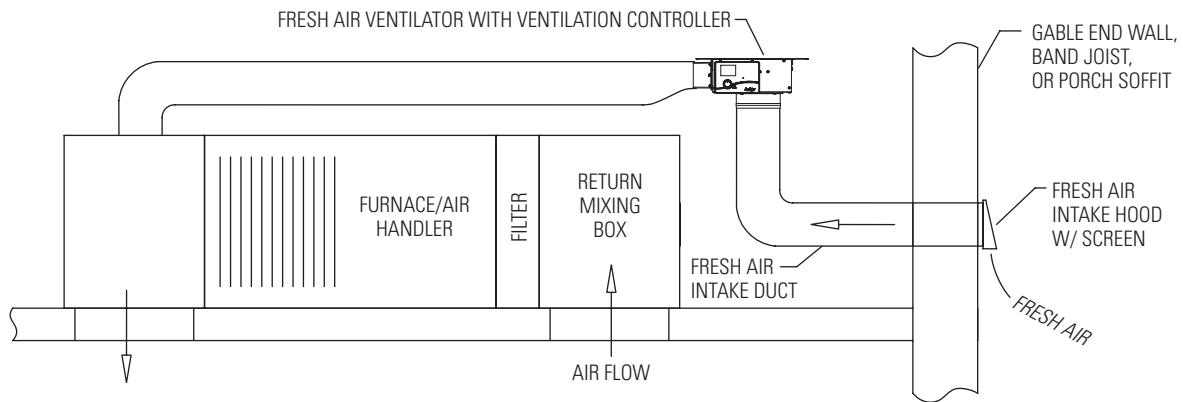 FRESH AIR VENTILATOR WITH VENTILATION CONTROLLER
GABLE END WALL,
BAND JOIST,
OR PORCH SOFFIT
FURNACE/AIR
HANDLER
FILTER
RETURN
MIXING
BOX
FRESH AIR
INTAKE HOOD
W/ SCREEN
FRESH AIR
INTAKE DUCT
FRESH AIR
AIR FLOW